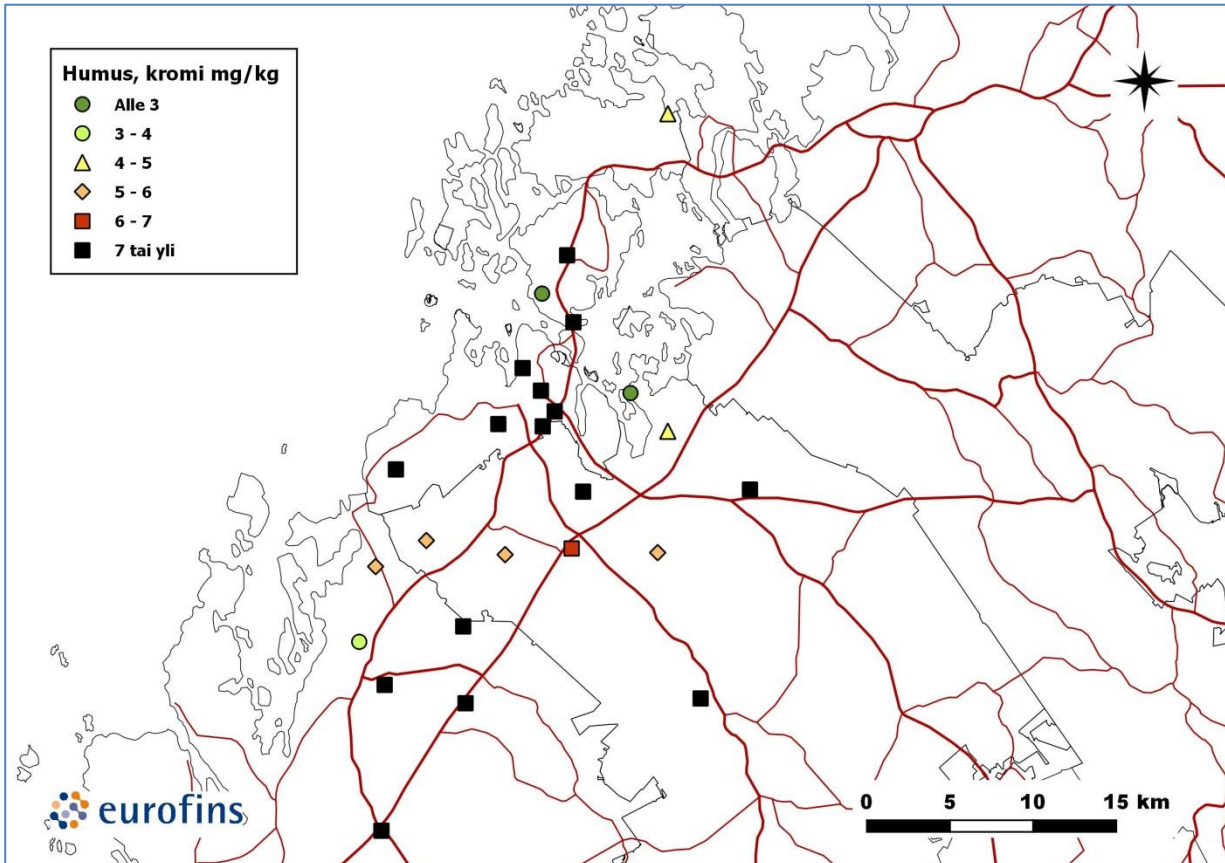 Humus, kromi mg/kg
Alle 3
3 - 4
4 - 5
5 - 6
6 - 7
7 tai yli
eurofins
0 5 10 15 km